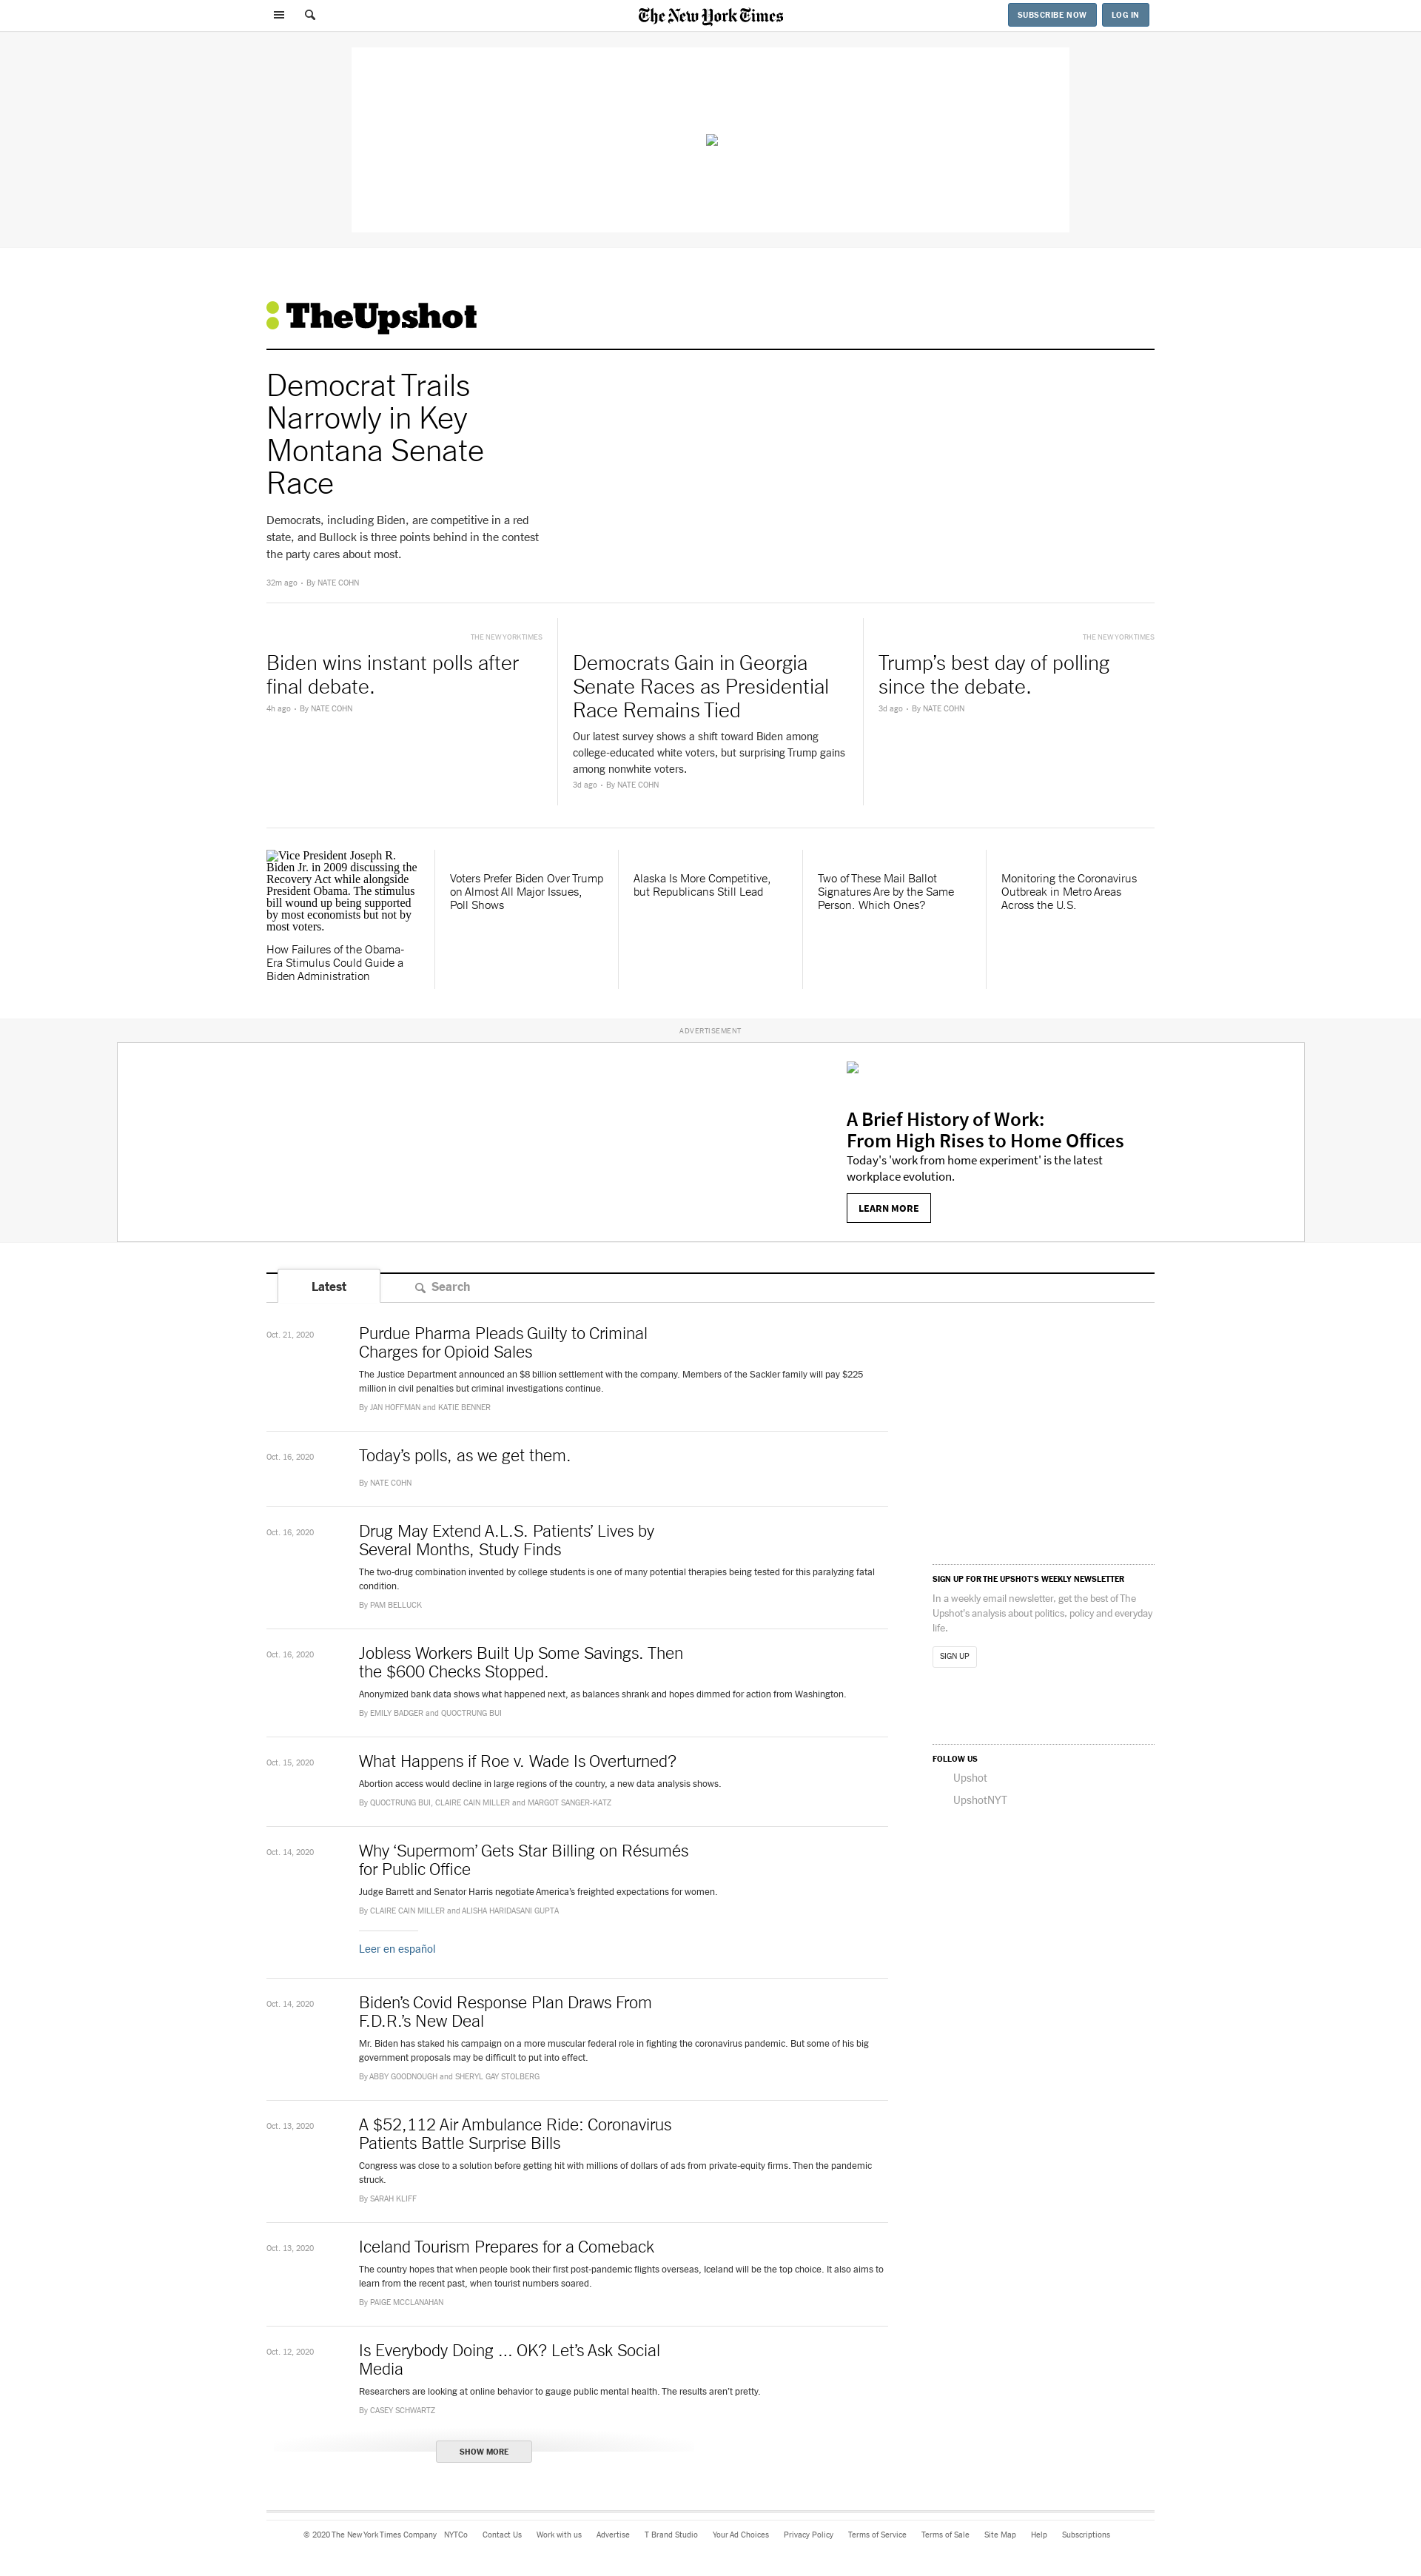 The New York Times
SUBSCRIBE NOW
LOG IN
TheUpshot
Democrat Trails
Narrowly in Key
Montana Senate
Race
Democrats, including Biden, are competitive in a red
state, and Bullock is three points behind in the contest
the party cares about most.
32m ago • By NATE COHN
THE NEW YORK TIMES
Biden wins instant polls after
final debate.
4h ago • By NATE COHN
Democrats Gain in Georgia
Senate Races as Presidential
Race Remains Tied
Our latest survey shows a shift toward Biden among
college-educated white voters, but surprising Trump gains
among nonwhite voters.
3d ago • By NATE COHN
THE NEW YORK TIMES
Trump’s best day of polling
since the debate.
3d ago • By NATE COHN
Vice President Joseph R.
Biden Jr. in 2009 discussing the
Recovery Act while alongside
President Obama. The stimulus
bill wound up being supported
by most economists but not by
most voters.
How Failures of the Obama-
Era Stimulus Could Guide a
Biden Administration
Voters Prefer Biden Over Trump
on Almost All Major Issues,
Poll Shows
Alaska Is More Competitive,
but Republicans Still Lead
Two of These Mail Ballot
Signatures Are by the Same
Person. Which Ones?
Monitoring the Coronavirus
Outbreak in Metro Areas
Across the U.S.
ADVERTISEMENT
A Brief History of Work:
From High Rises to Home Offices
Today's 'work from home experiment' is the latest
workplace evolution.
LEARN MORE
Latest
Search
Oct. 21, 2020
Purdue Pharma Pleads Guilty to Criminal
Charges for Opioid Sales
The Justice Department announced an $8 billion settlement with the company. Members of the Sackler family will pay $225
million in civil penalties but criminal investigations continue.
By JAN HOFFMAN and KATIE BENNER
Oct. 16, 2020
Today’s polls, as we get them.
By NATE COHN
Oct. 16, 2020
Drug May Extend A.L.S. Patients’ Lives by
Several Months, Study Finds
The two-drug combination invented by college students is one of many potential therapies being tested for this paralyzing fatal
condition.
By PAM BELLUCK
Oct. 16, 2020
Jobless Workers Built Up Some Savings. Then
the $600 Checks Stopped.
Anonymized bank data shows what happened next, as balances shrank and hopes dimmed for action from Washington.
By EMILY BADGER and QUOCTRUNG BUI
Oct. 15, 2020
What Happens if Roe v. Wade Is Overturned?
Abortion access would decline in large regions of the country, a new data analysis shows.
By QUOCTRUNG BUI, CLAIRE CAIN MILLER and MARGOT SANGER-KATZ
Oct. 14, 2020
Why ‘Supermom’ Gets Star Billing on Résumés
for Public Office
Judge Barrett and Senator Harris negotiate America’s freighted expectations for women.
By CLAIRE CAIN MILLER and ALISHA HARIDASANI GUPTA
Leer en español
Oct. 14, 2020
Biden’s Covid Response Plan Draws From
F.D.R.’s New Deal
Mr. Biden has staked his campaign on a more muscular federal role in fighting the coronavirus pandemic. But some of his big
government proposals may be difficult to put into effect.
By ABBY GOODNOUGH and SHERYL GAY STOLBERG
Oct. 13, 2020
A $52,112 Air Ambulance Ride: Coronavirus
Patients Battle Surprise Bills
Congress was close to a solution before getting hit with millions of dollars of ads from private-equity firms. Then the pandemic
struck.
By SARAH KLIFF
Oct. 13, 2020
Iceland Tourism Prepares for a Comeback
The country hopes that when people book their first post-pandemic flights overseas, Iceland will be the top choice. It also aims to
learn from the recent past, when tourist numbers soared.
By PAIGE MCCLANAHAN
Oct. 12, 2020
Is Everybody Doing ... OK? Let’s Ask Social
Media
Researchers are looking at online behavior to gauge public mental health. The results aren’t pretty.
By CASEY SCHWARTZ
SHOW MORE
SIGN UP FOR THE UPSHOT'S WEEKLY NEWSLETTER
In a weekly email newsletter, get the best of The
Upshot's analysis about politics, policy and everyday
life.
SIGN UP
FOLLOW US
Upshot
UpshotNYT
© 2020 The New York Times Company NYTCo Contact Us Work with us Advertise T Brand Studio Your Ad Choices Privacy Policy Terms of Service Terms of Sale Site Map Help Subscriptions